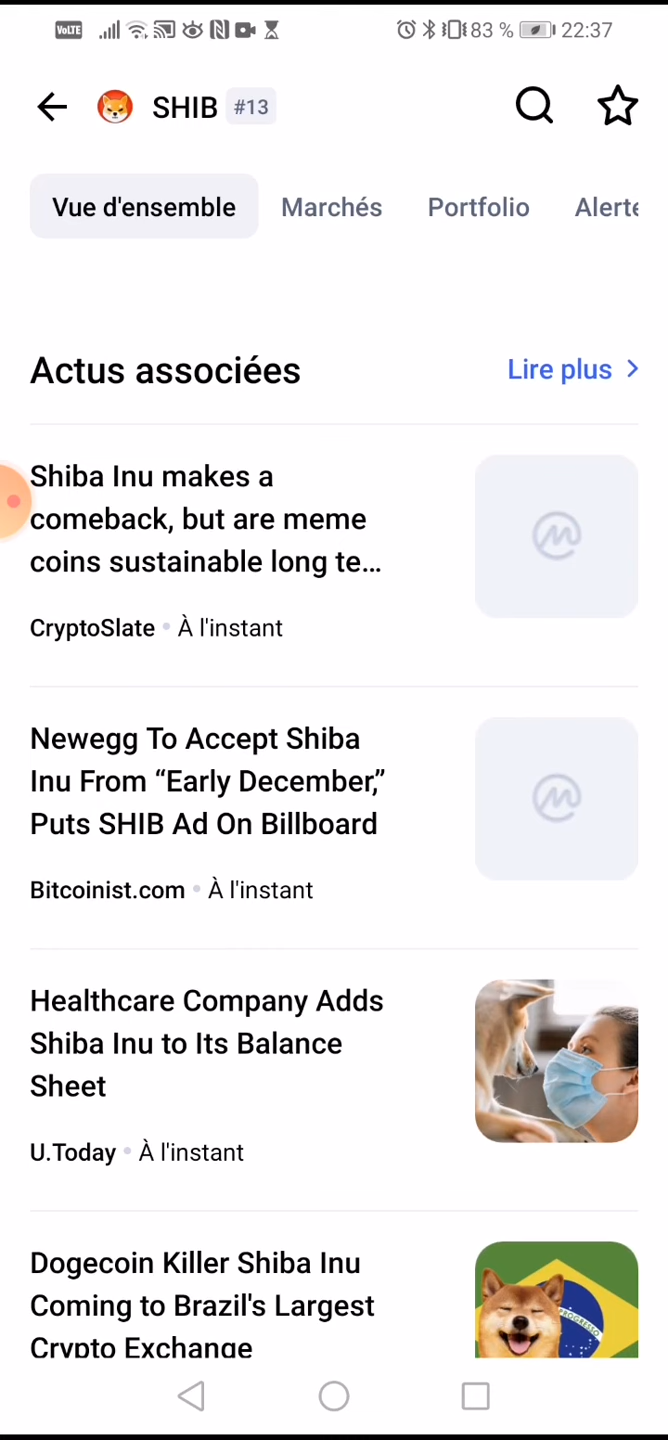 VoLTE 83 % 22:37
SHIB #13
Vue d'ensemble Marchés Portfolio Alerte
Actus associées Lire plus
Shiba Inu makes a
comeback, but are meme
coins sustainable long te...
CryptoSlate • À l'instant
Newegg To Accept Shiba
Inu From “Early December,”
Puts SHIB Ad On Billboard
Bitcoinist.com • À l'instant
Healthcare Company Adds
Shiba Inu to Its Balance
Sheet
U.Today • À l'instant
Dogecoin Killer Shiba Inu
Coming to Brazil's Largest
PROGRESSO
Crypto Exchange